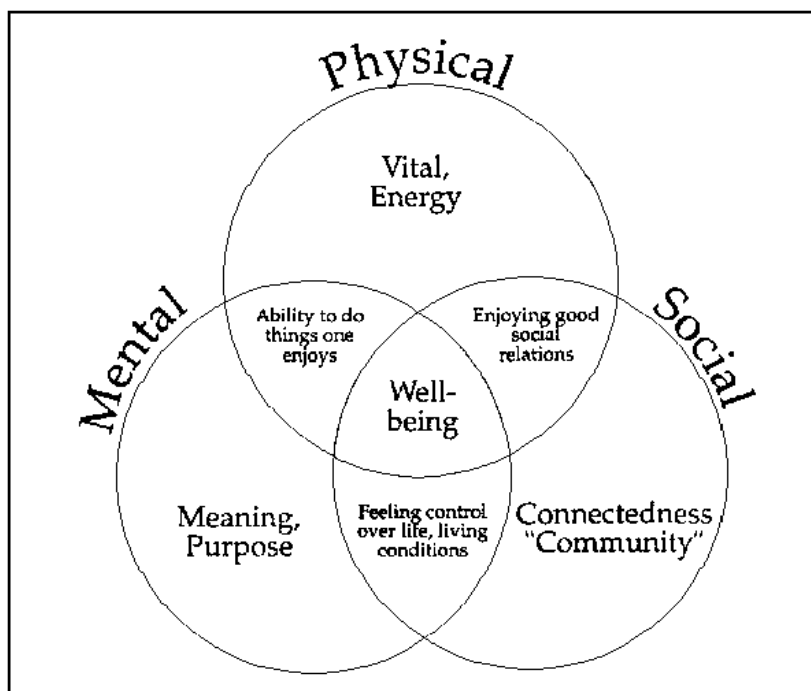 Physical
Vital,
Energy
Mental
Social
Ability to do
things one
enjoys
Enjoying good
social
relations
Well-
being
Meaning,
Purpose
Feeling control
over life, living
conditions
Connectedness
"Community"